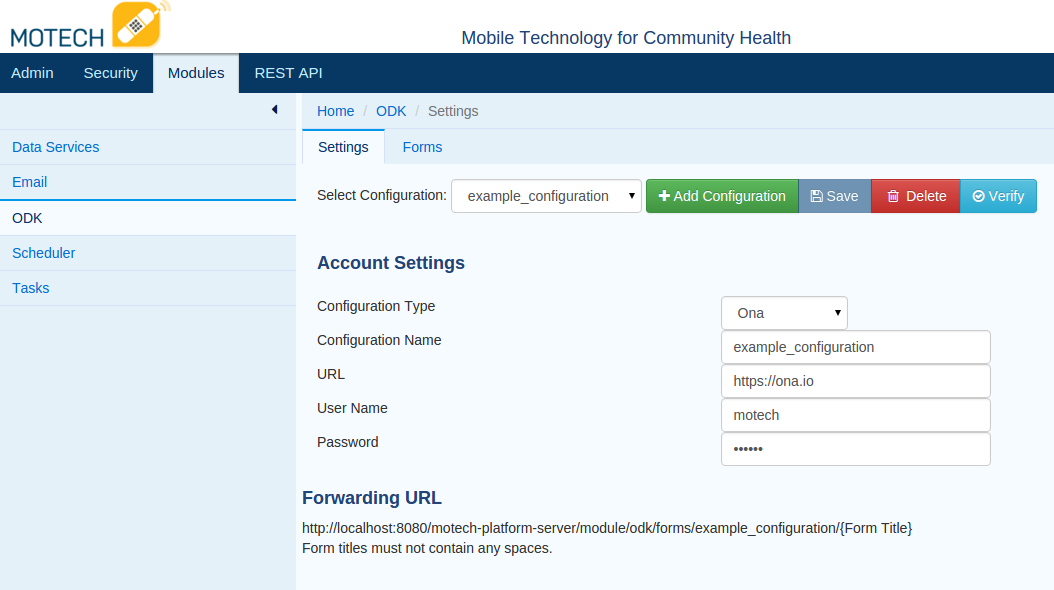 MOTECH
Mobile Technology for Community Health
Admin Security Modules REST API
Home / ODK / Settings
Data Services
Email
ODK
Scheduler
Tasks
Settings Forms
Select Configuration: example_configuration Add Configuration Save Delete Verify
Account Settings
Configuration Type Ona
Configuration Name example_configuration
URL https://ona.io
User Name motech
Password ••••••
Forwarding URL
http://localhost:8080/motech-platform-server/module/odk/forms/example_configuration/{Form Title}
Form titles must not contain any spaces.